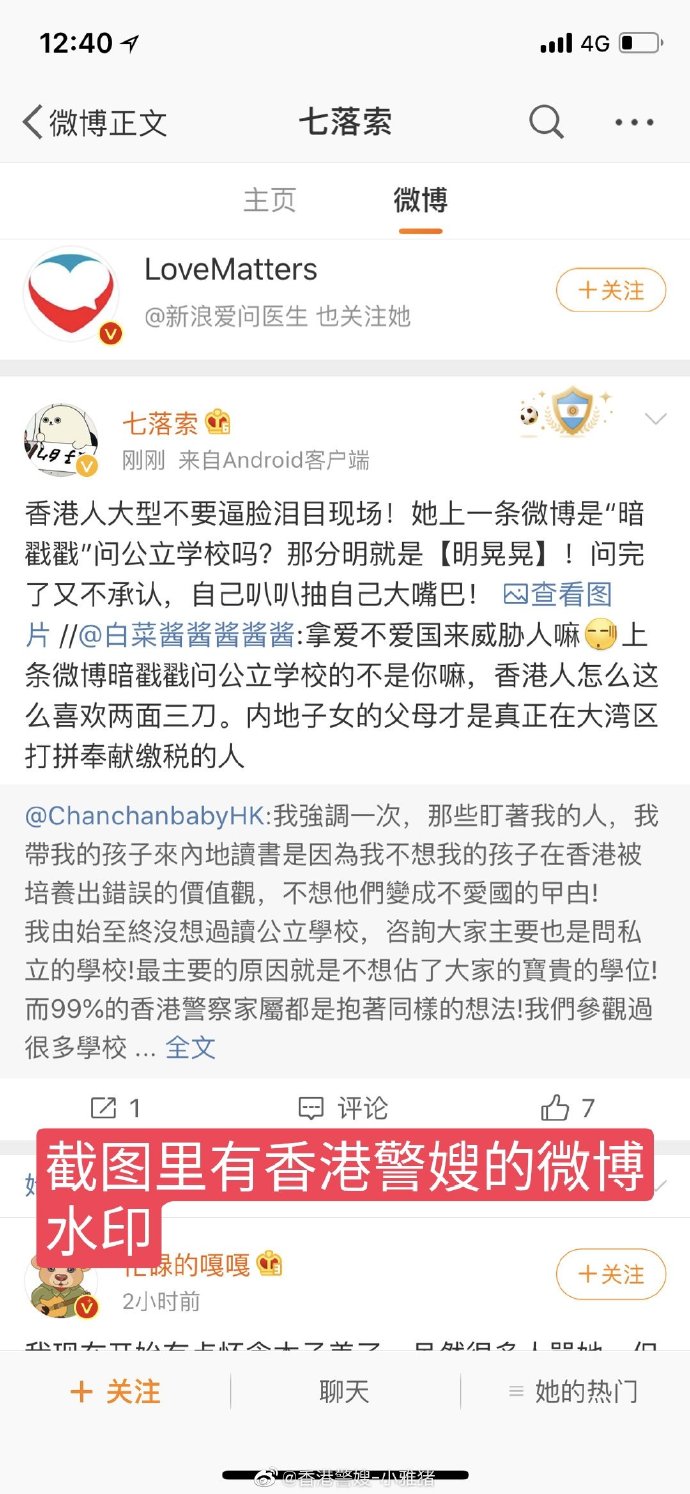 12:40
4G
微博正文
七落索
主页
微博
LoveMatters
@新浪爱问医生 也关注她
+关注
七落索
刚刚 来自Android客户端
香港人大型不要逼脸泪目现场！她上一条微博是“暗
戳戳”问公立学校吗？那分明就是【明晃晃】！问完
了又不承认，自己叭叭抽自己大嘴巴！ 查看图
片 //@白菜酱酱酱酱酱:拿爱不爱国来威胁人嘛上
条微博暗戳戳问公立学校的不是你嘛，香港人怎么这
么喜欢两面三刀。内地子女的父母才是真正在大湾区
打拼奉献缴税的人
@ChanchanbabyHK:我強調一次，那些盯著我的人，我
帶我的孩子來內地讀書是因為我不想我的孩子在香港被
培養出錯誤的價值觀，不想他們變成不愛國的曱由!
我由始至終沒想過讀公立學校，咨詢大家主要也是問私
立的學校!最主要的原因就是不想佔了大家的寶貴的學位!
而99%的香港警察家屬都是抱著同樣的想法!我們參觀過
很多學校 ... 全文
1
评论
7
截图里有香港警嫂的微博
水印
忙碌的嘎嘎
2小时前
+关注
+ 关注
聊天
她的热门
@香港警嫂-小雅猪